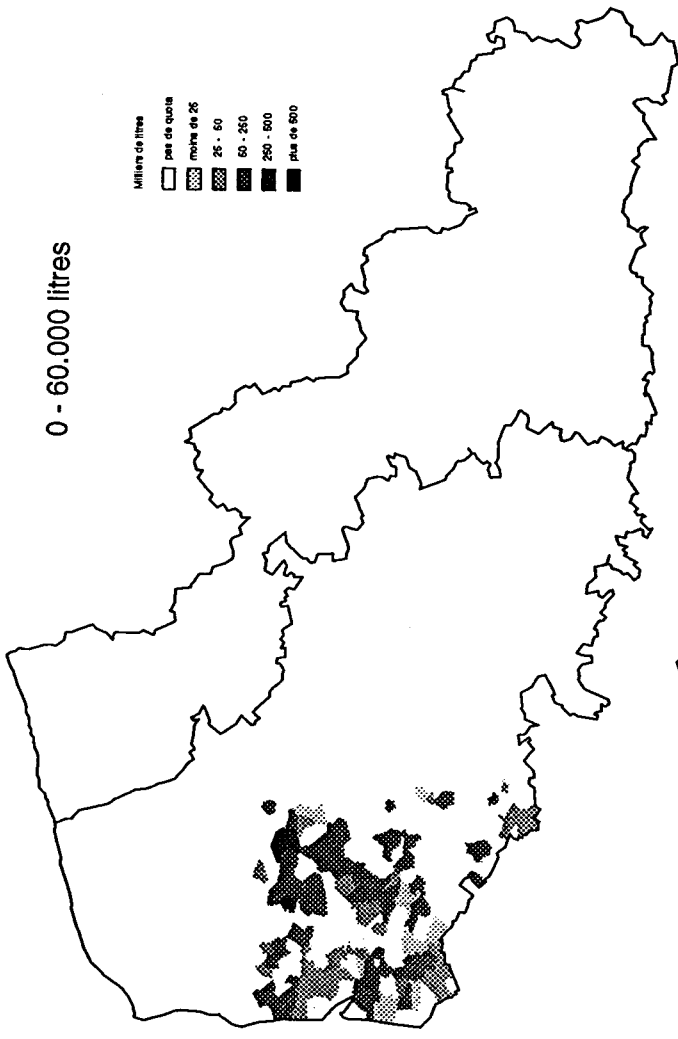 0 - 60.000 litres
Milliers de litres
pas de quota
moins de 25
25 - 50
50 - 250
250 - 500
plus de 500